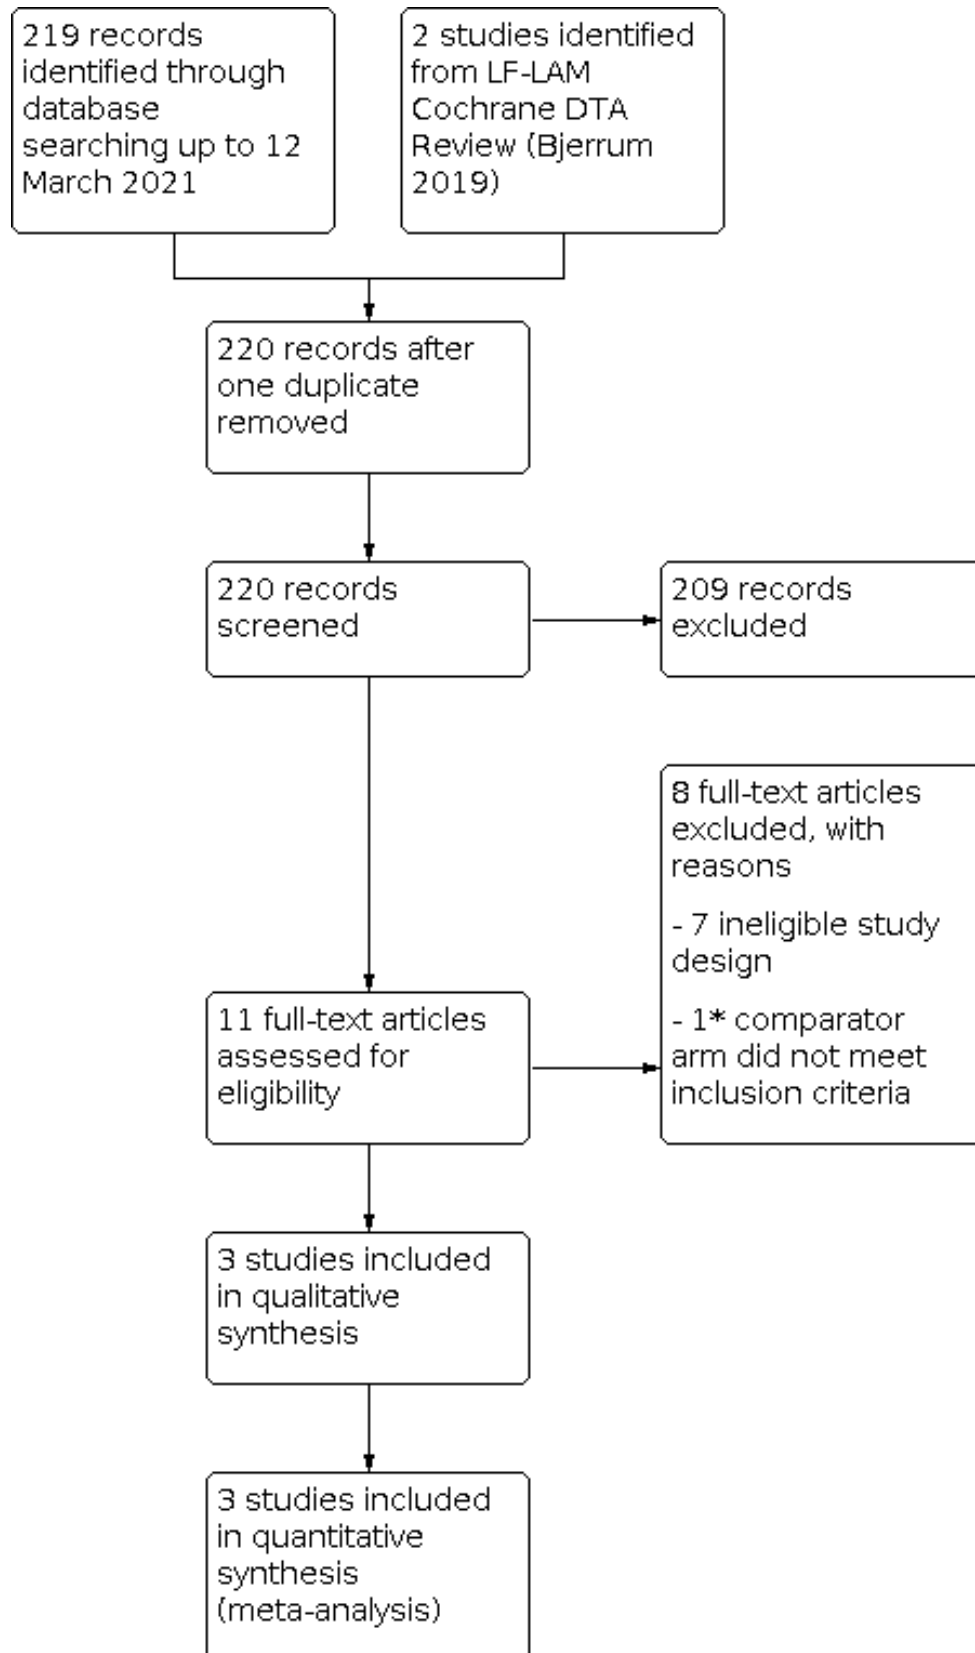 219 records
identified through
database
searching up to 12
March 2021
2 studies identified
from LF-LAM
Cochrane DTA
Review (Bjerrum
2019)
220 records after
one duplicate
removed
220 records
screened
209 records
excluded
8 full-text articles
excluded, with
reasons
- 7 ineligible study
design
- 1* comparator
arm did not meet
inclusion criteria
11 full-text articles
assessed for
eligibility
3 studies included
in qualitative
synthesis
3 studies included
in quantitative
synthesis
(meta-analysis)